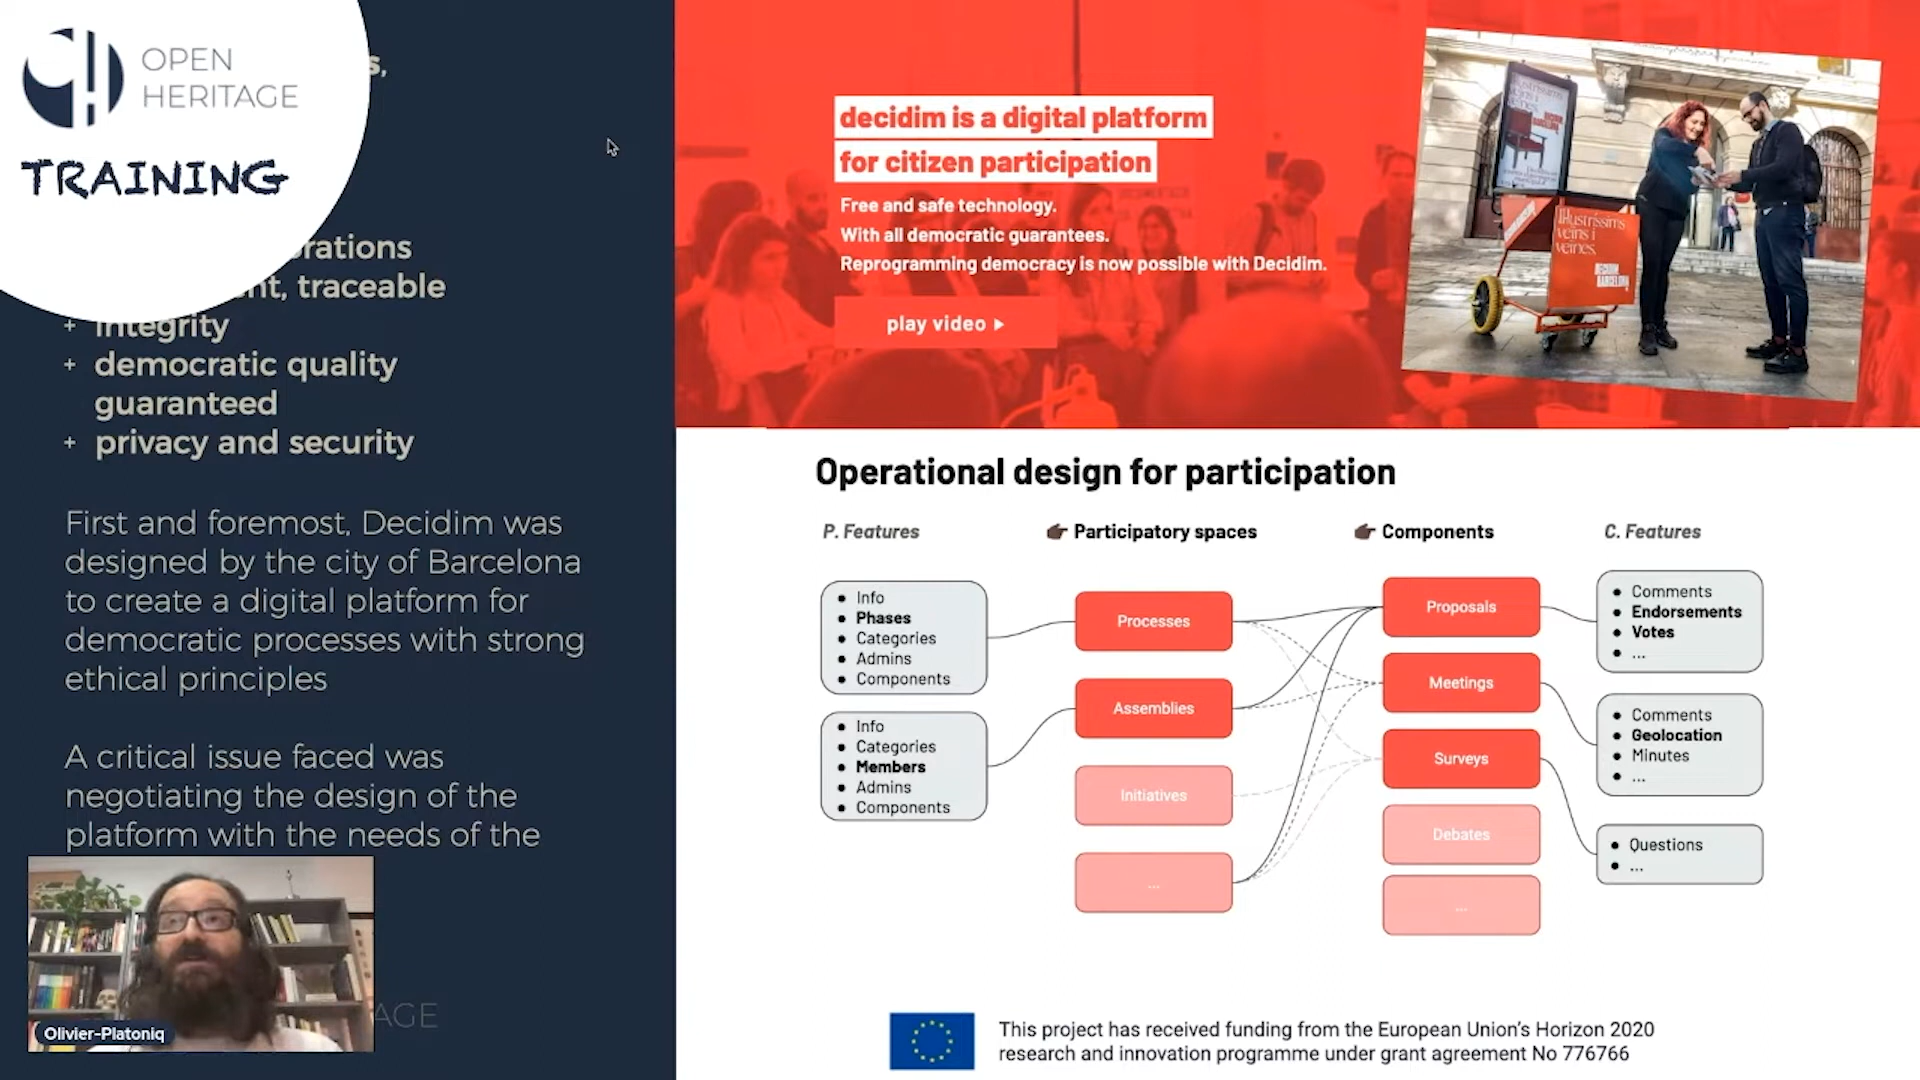 OPEN
HERITAGE
TRAINING
traceable
+ integrity
+ democratic quality
guaranteed
+ privacy and security
First and foremost, Decidim was
designed by the city of Barcelona
to create a digital platform for
democratic processes with strong
ethical principles
A critical issue faced was
negotiating the design of the
platform with the needs of the
Olivier-Platoniq
decidim is a digital platform
for citizen participation
Free and safe technology.
With all democratic guarantees.
Reprogramming democracy is now possible with Decidim.
play video
Il·lustríssims
veïns i
veïnes.
DECIDIM
BARCELONA
Operational design for participation
P. Features
Participatory spaces
Components
C. Features
• Info
• Phases
• Categories
• Admins
• Components
• Info
• Categories
• Members
• Admins
• Components
Processes
Assemblies
Initiatives
...
Proposals
Meetings
Surveys
Debates
...
• Comments
• Endorsements
• Votes
• ...
• Comments
• Geolocation
• Minutes
• ...
• Questions
• ...
This project has received funding from the European Union's Horizon 2020
research and innovation programme under grant agreement No 776766